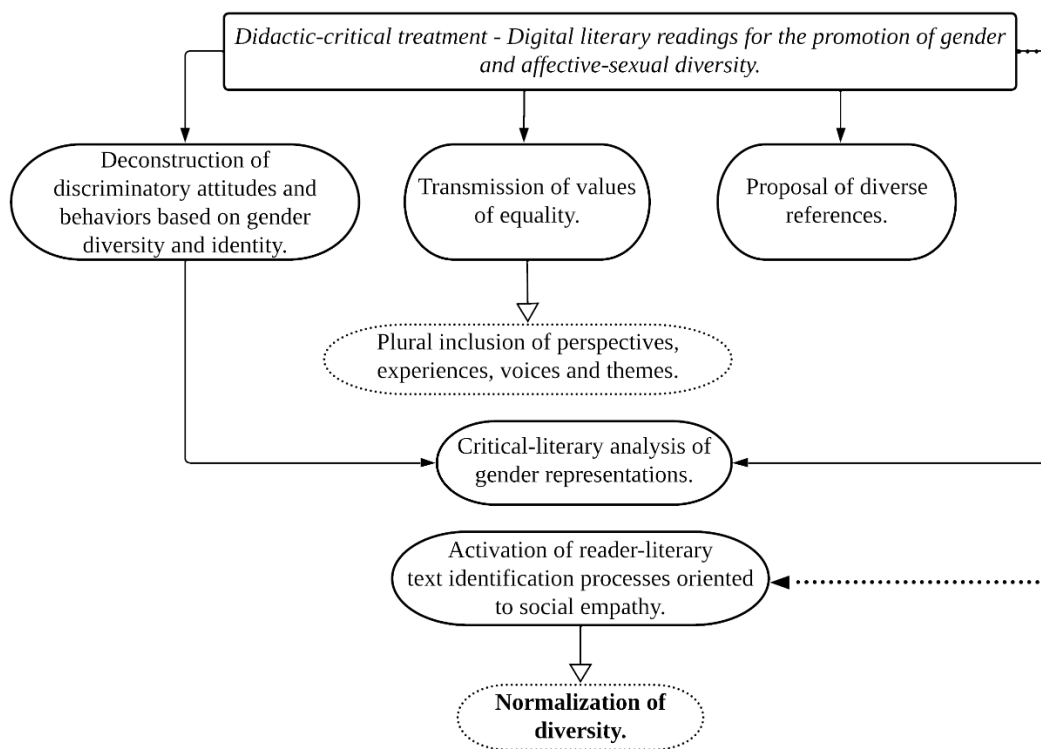 Didactic-critical treatment - Digital literary readings for the promotion of gender
and affective-sexual diversity.
Deconstruction of
discriminatory attitudes and
behaviors based on gender
diversity and identity.
Transmission of values
of equality.
Proposal of diverse
references.
Plural inclusion of perspectives,
experiences, voices and themes.
Critical-literary analysis of
gender representations.
Activation of reader-literary
text identification processes oriented
to social empathy.
Normalization of
diversity.